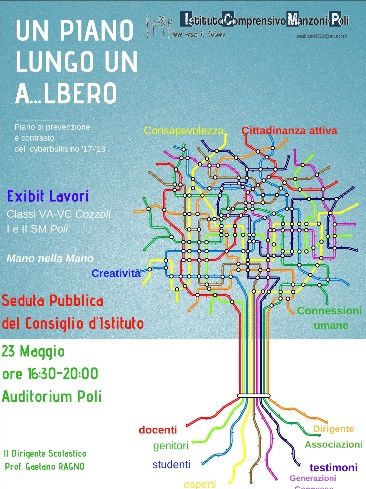 UN PIANO
LUNGO UN
A...LBERO
Istituto Comprensivo Manzoni Poli
Piano di prevenzione
e contrasto
del cyberbullismo '17-'18
Consapevolezza
Cittadinanza attiva
Exibit Lavori
Classi VA-VC Cozzoli
I e II SM Poli
Mano nella Mano
Creatività
Seduta Pubblica
del Consiglio d'Istituto
Connessioni
umane
23 Maggio
ore 16:30-20:00
Auditorium Poli
docenti
genitori
studenti
esperti
Dirigente
Associazioni
testimoni
Generazioni
Connesse
Il Dirigente Scolastico
Prof. Gaetano RAGNO